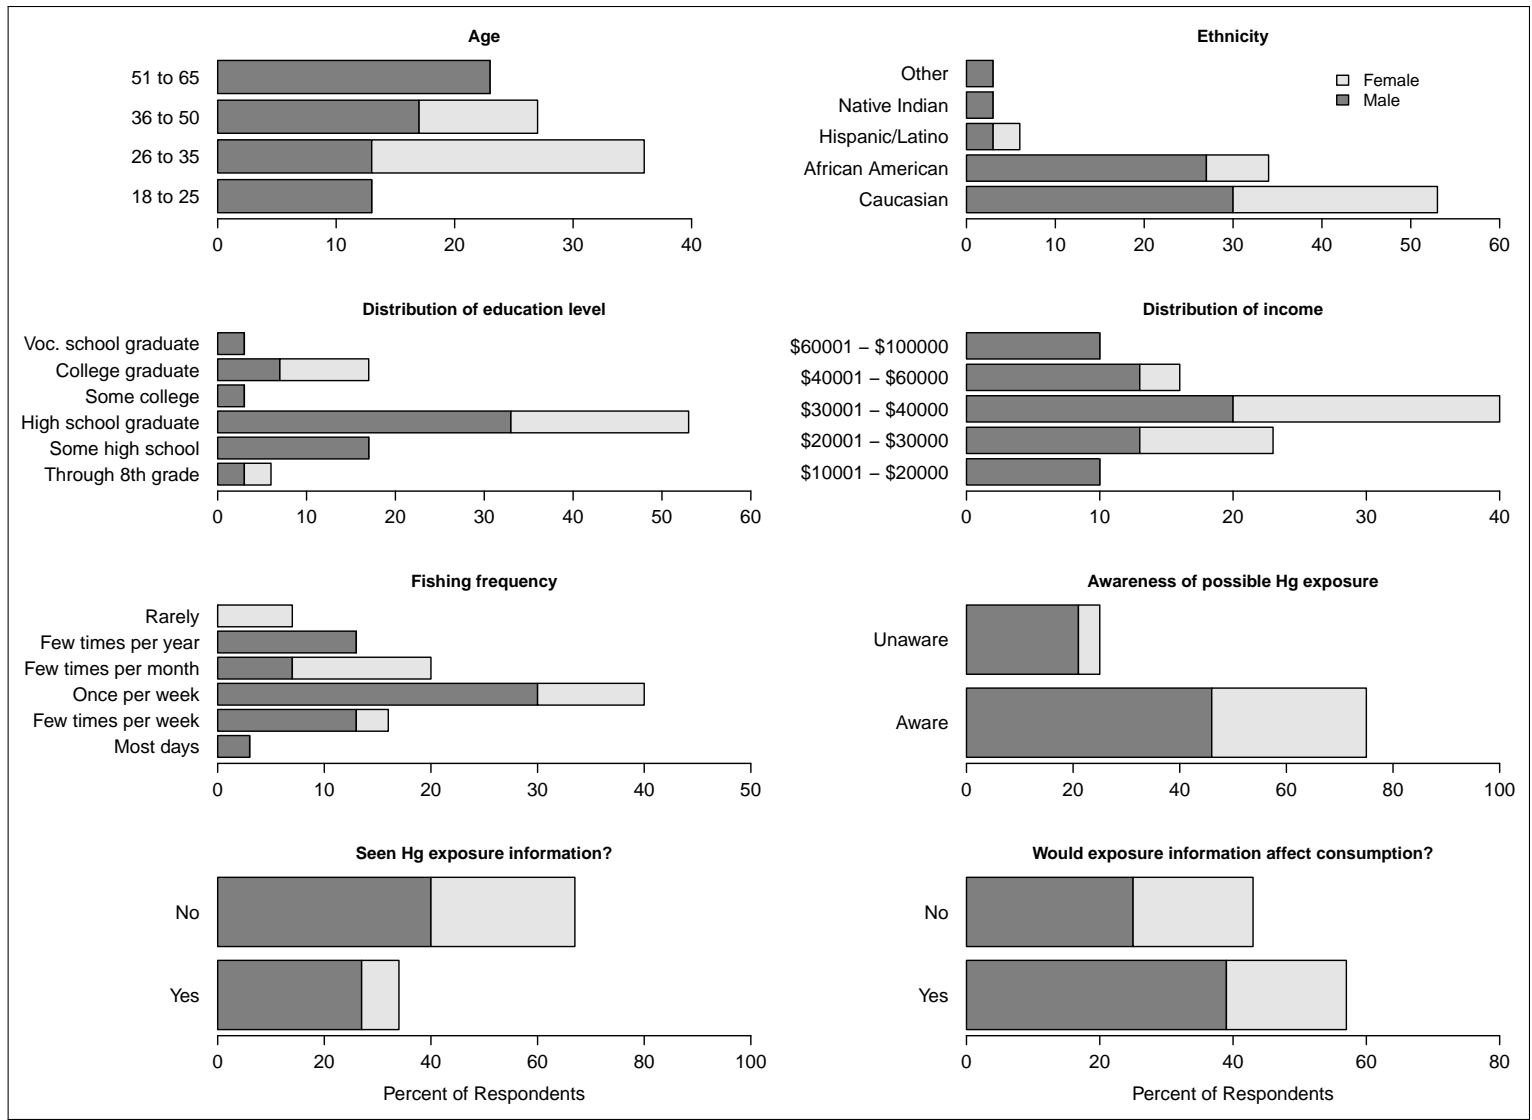 Age
51 to 65
36 to 50
26 to 35
18 to 25
0 10 20 30 40
Ethnicity
Female
Male
Other
Native Indian
Hispanic/Latino
African American
Caucasian
0 10 20 30 40 50 60
Distribution of education level
Voc. school graduate
College graduate
Some college
High school graduate
Some high school
Through 8th grade
0 10 20 30 40 50 60
Distribution of income
$60001 − $100000
$40001 − $60000
$30001 − $40000
$20001 − $30000
$10001 − $20000
0 10 20 30 40
Fishing frequency
Rarely
Few times per year
Few times per month
Once per week
Few times per week
Most days
0 10 20 30 40 50
Awareness of possible Hg exposure
Unaware
Aware
0 20 40 60 80 100
Seen Hg exposure information?
No
Yes
0 20 40 60 80 100
Percent of Respondents
Would exposure information affect consumption?
No
Yes
0 20 40 60 80
Percent of Respondents